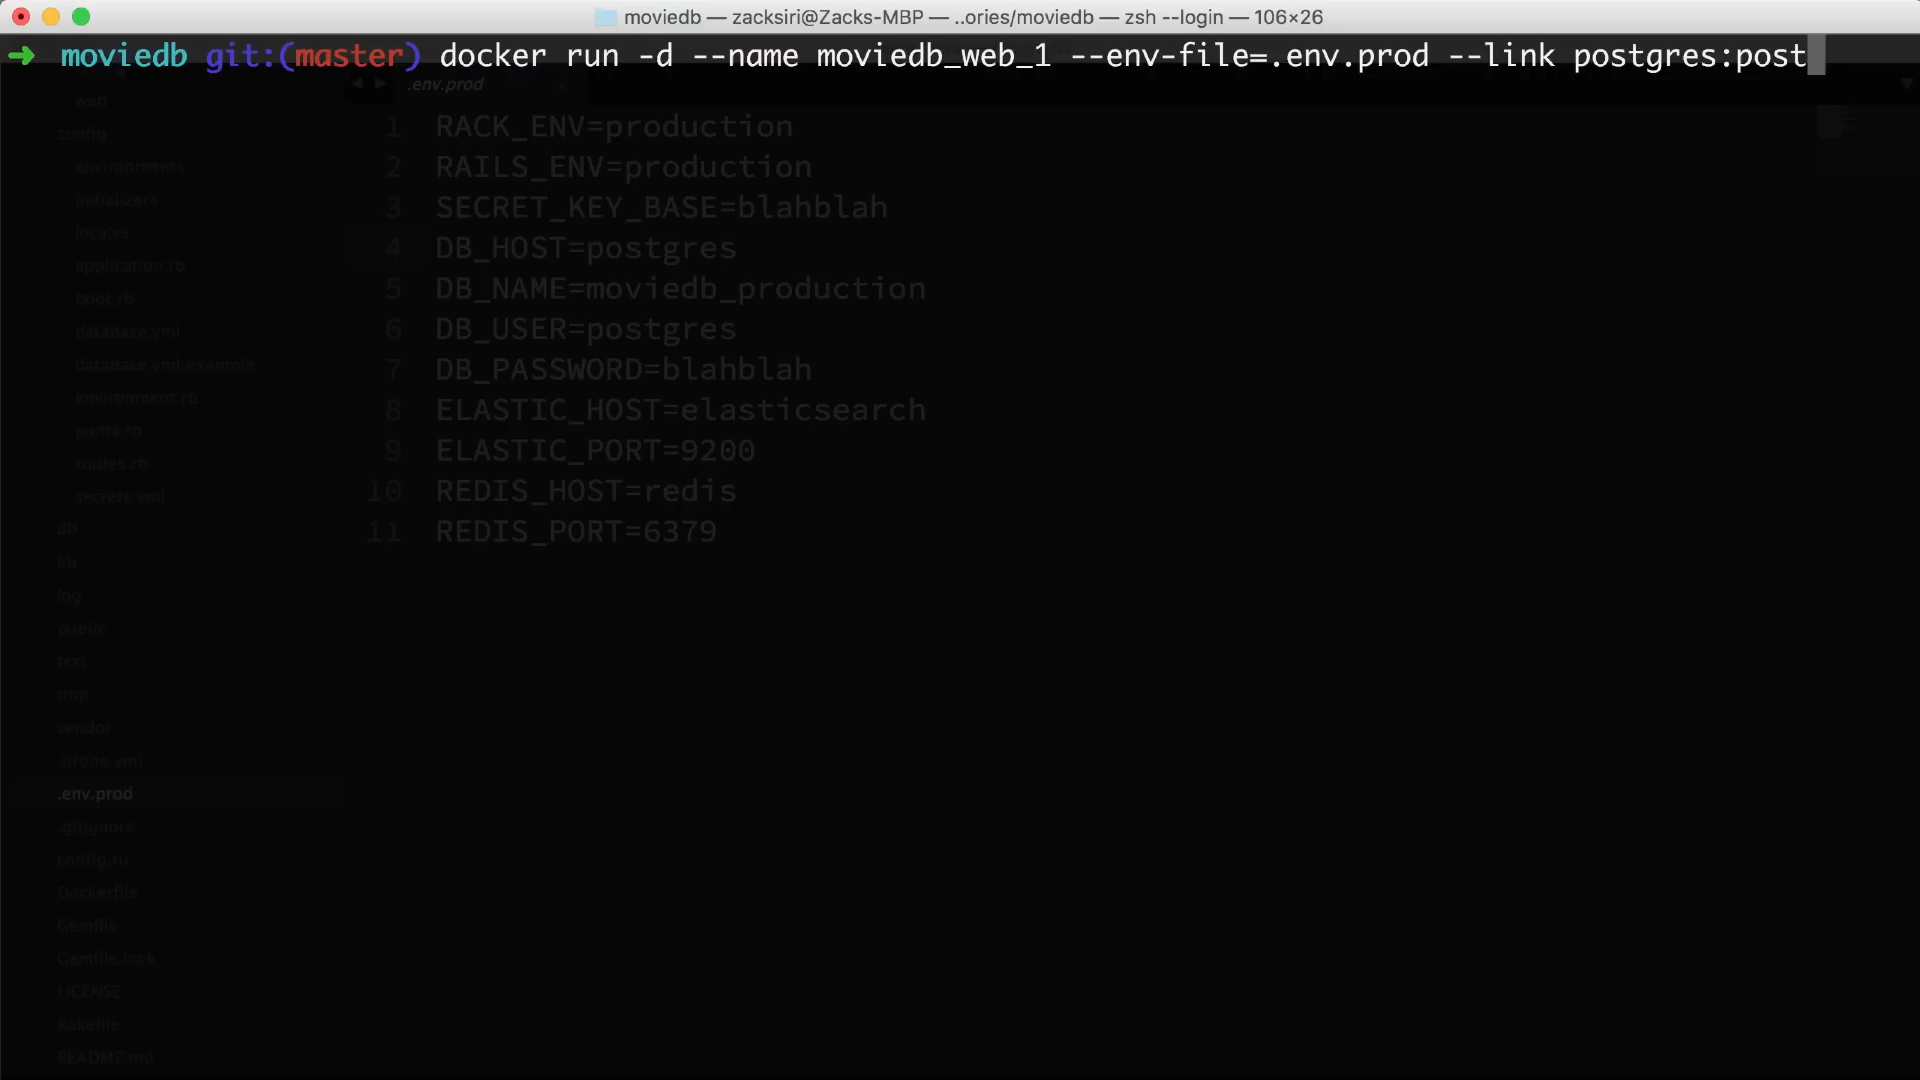 moviedb — zacksiri@Zacks-MBP — ..ories/moviedb — zsh --login — 106×26
➜ moviedb git:(master) docker run -d --name moviedb_web_1 --env-file=.env.prod --link postgres:post
.env.prod
web
config
environments
initializers
locales
application.rb
boot.rb
database.yml
database.yml.example
environment.rb
puma.rb
routes.rb
secrets.yml
db
lib
log
public
test
tmp
vendor
.drone.yml
.env.prod
.gitignore
config.ru
Dockerfile
Gemfile
Gemfile.lock
LICENSE
Rakefile
README.md
1 RACK_ENV=production
2 RAILS_ENV=production
3 SECRET_KEY_BASE=blahblah
4 DB_HOST=postgres
5 DB_NAME=moviedb_production
6 DB_USER=postgres
7 DB_PASSWORD=blahblah
8 ELASTIC_HOST=elasticsearch
9 ELASTIC_PORT=9200
10 REDIS_HOST=redis
11 REDIS_PORT=6379